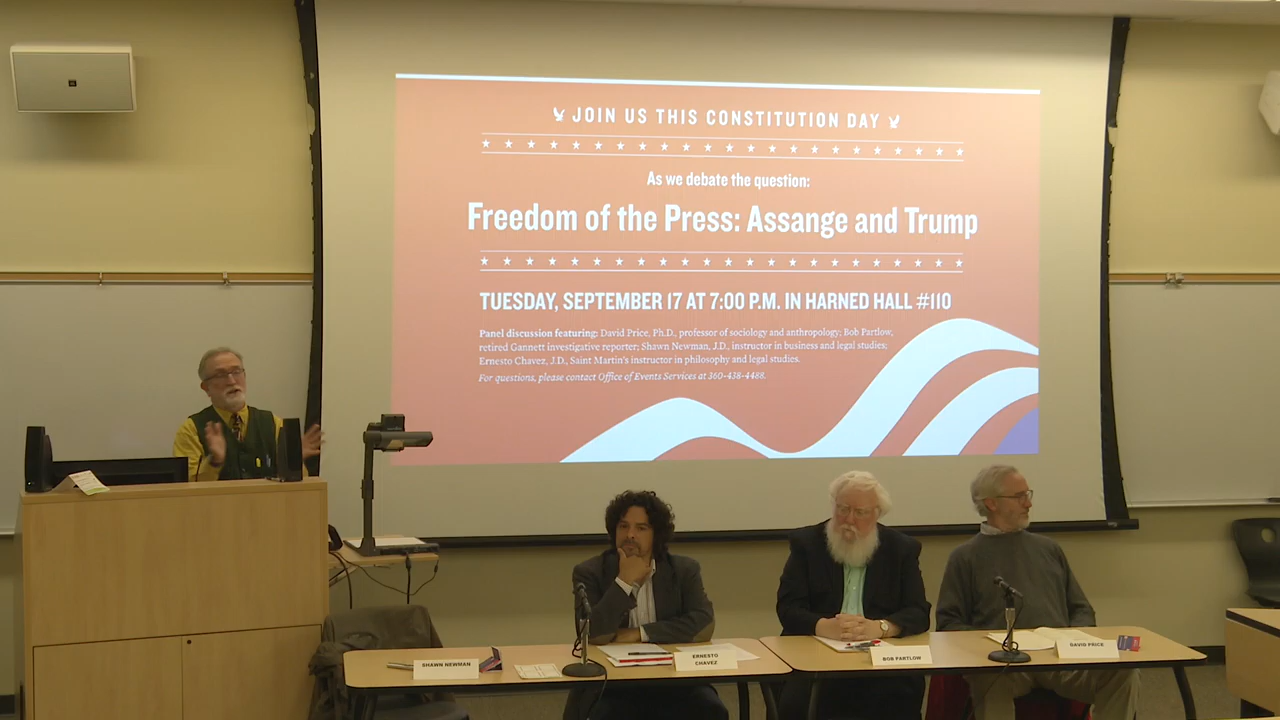 JOIN US THIS CONSTITUTION DAY
As we debate the question:
Freedom of the Press: Assange and Trump
TUESDAY, SEPTEMBER 17 AT 7:00 P.M. IN HARNED HALL #110
Panel discussion featuring: David Price, Ph.D., professor of sociology and anthropology; Bob Partlow,
retired Gannett investigative reporter; Shawn Newman, J.D., instructor in business and legal studies;
Ernesto Chavez, J.D., Saint Martin's instructor in philosophy and legal studies.
For questions, please contact Office of Events Services at 360-438-4488.
SHAWN NEWMAN
ERNESTO
CHAVEZ
BOB PARTLOW
DAVID PRICE